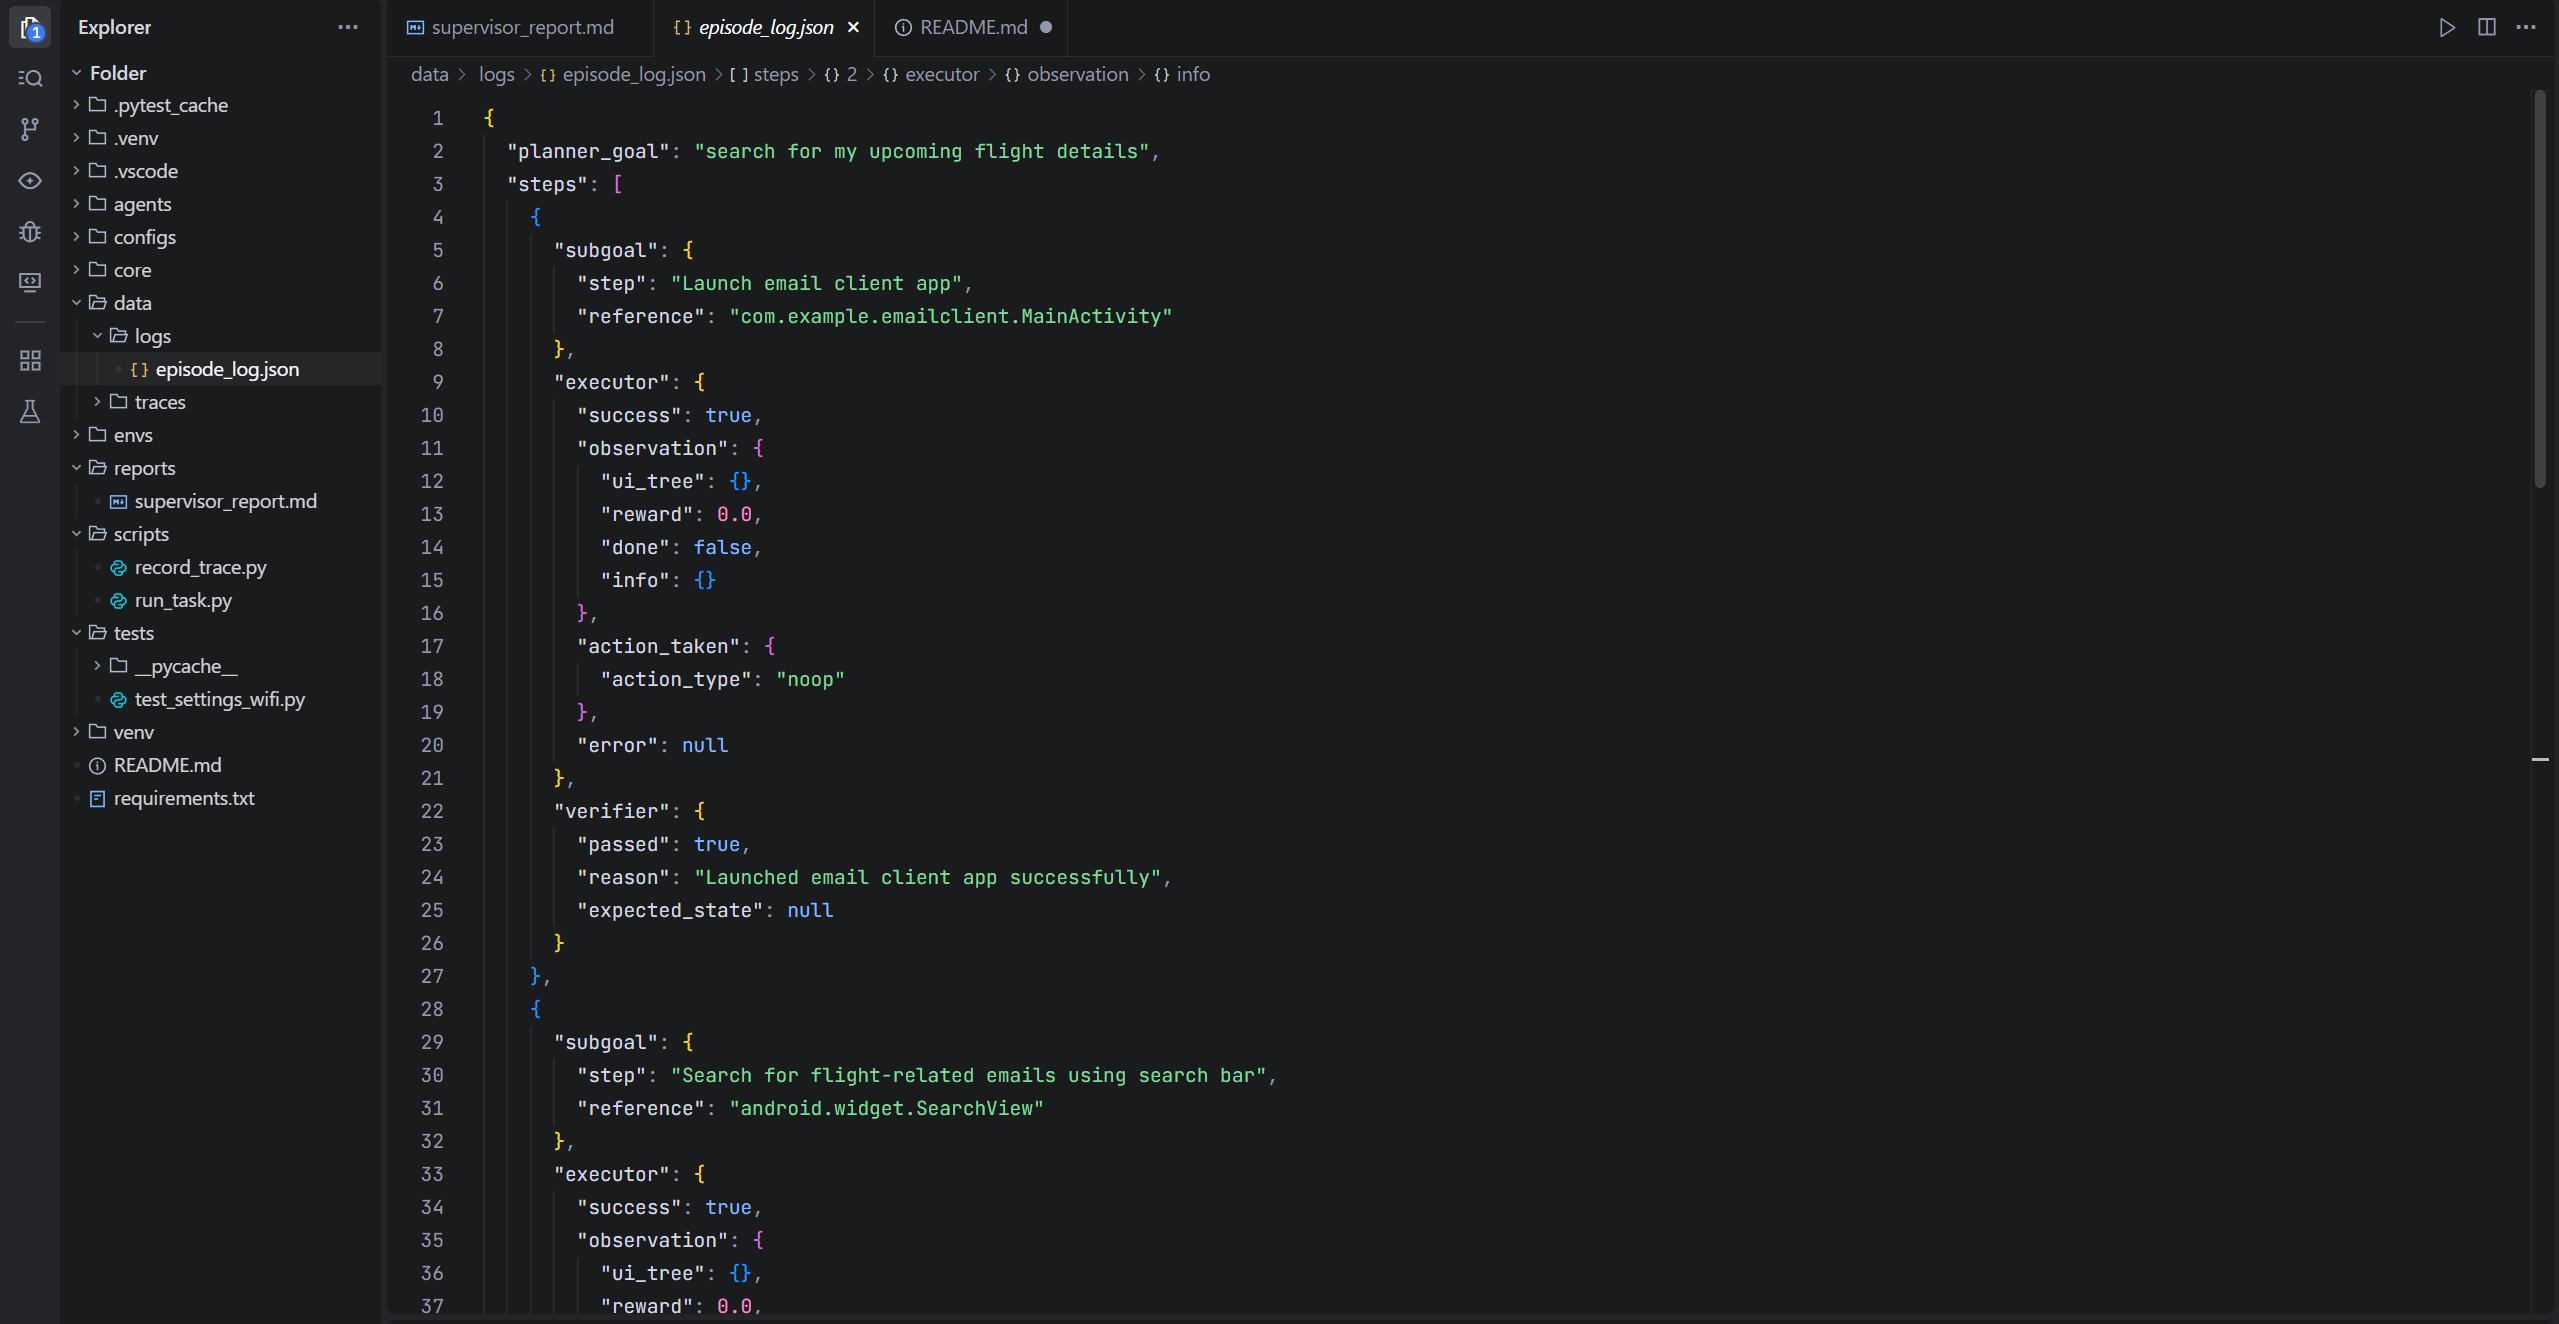 Explorer
Folder
.pytest_cache
.venv
.vscode
agents
configs
core
data
logs
episode_log.json
traces
envs
reports
supervisor_report.md
scripts
record_trace.py
run_task.py
tests
__pycache__
test_settings_wifi.py
venv
README.md
requirements.txt
1
supervisor_report.md
{} episode_log.json
README.md
data > logs > {} episode_log.json > [ ] steps > {} 2 > {} executor > {} observation > {} info
1 {
2 "planner_goal": "search for my upcoming flight details",
3 "steps": [
4 {
5 "subgoal": {
6 "step": "Launch email client app",
7 "reference": "com.example.emailclient.MainActivity"
8 },
9 "executor": {
10 "success": true,
11 "observation": {
12 "ui_tree": {},
13 "reward": 0.0,
14 "done": false,
15 "info": {}
16 },
17 "action_taken": {
18 "action_type": "noop"
19 },
20 "error": null
21 },
22 "verifier": {
23 "passed": true,
24 "reason": "Launched email client app successfully",
25 "expected_state": null
26 }
27 },
28 {
29 "subgoal": {
30 "step": "Search for flight-related emails using search bar",
31 "reference": "android.widget.SearchView"
32 },
33 "executor": {
34 "success": true,
35 "observation": {
36 "ui_tree": {},
37 "reward": 0.0,